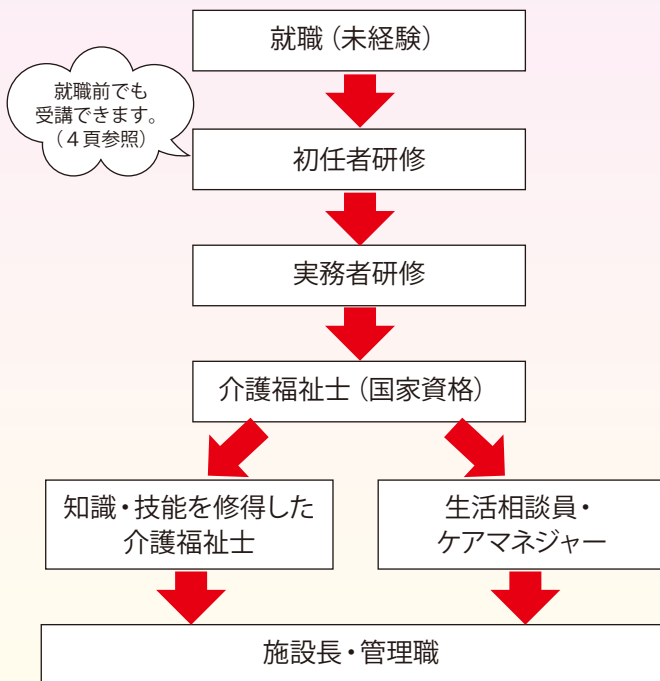 就職（未経験）
就職前でも
受講できます。
（４頁参照）
初任者研修
実務者研修
介護福祉士（国家資格）
知識・技能を修得した
介護福祉士
生活相談員・
ケアマネジャー
施設長・管理職